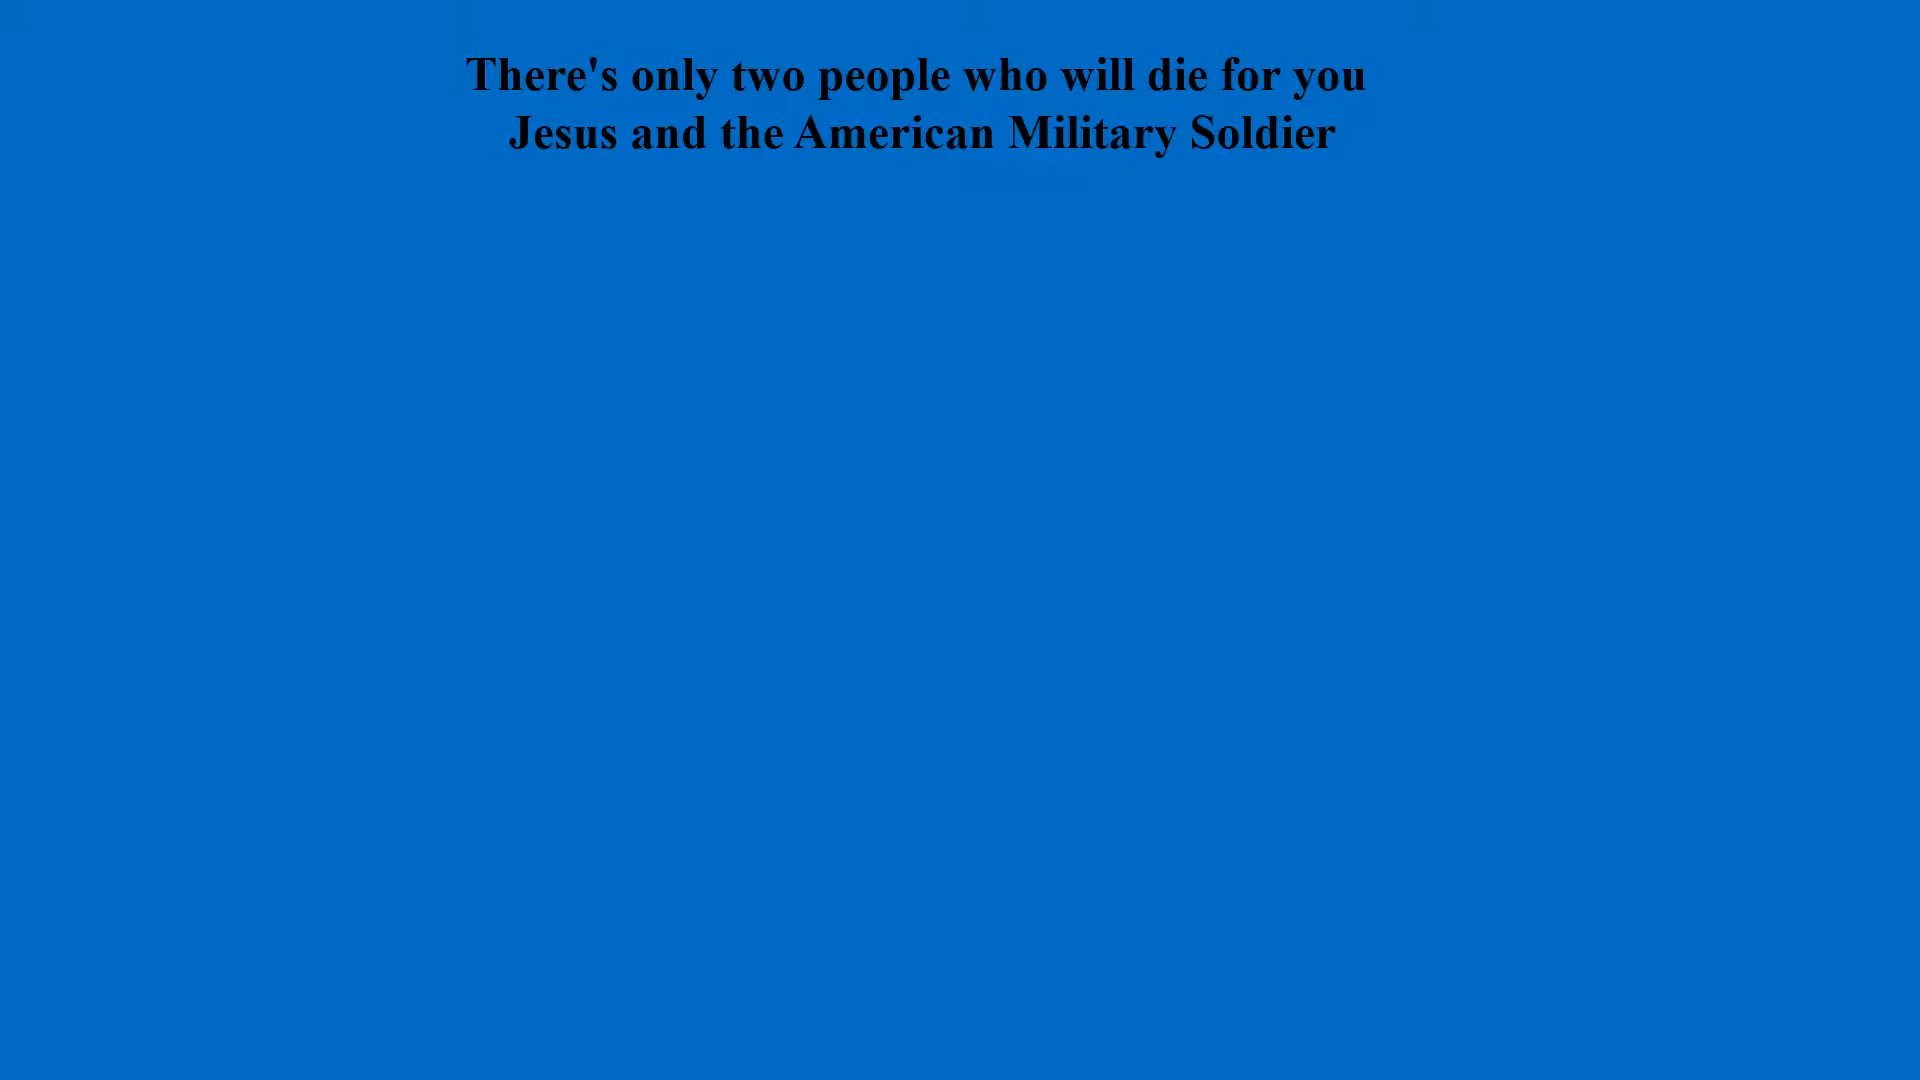 There's only two people who will die for you
Jesus and the American Military Soldier